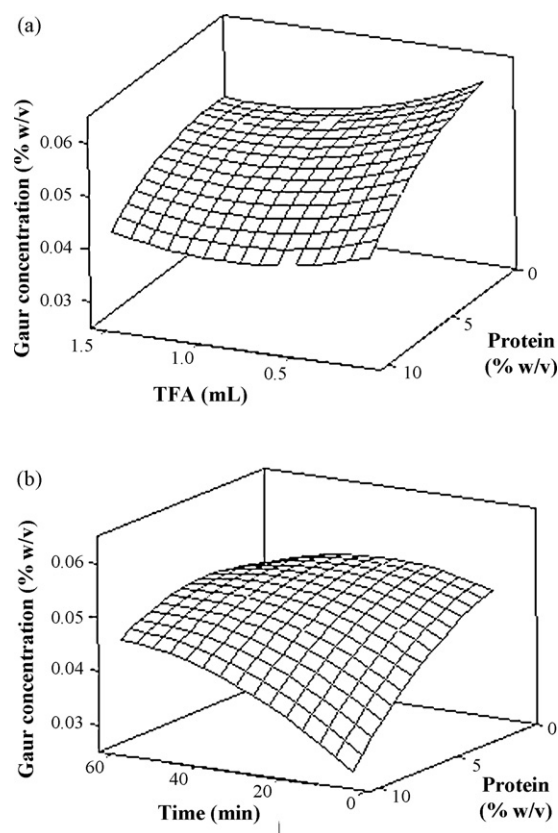 (a)
Gaur concentration (% w/v)
0.06
0.05
0.04
0.03
1.5
1.0
0.5
TFA (mL)
0
5
10
Protein
(% w/v)
(b)
Gaur concentration (% w/v)
0.06
0.05
0.04
0.03
60
40
20
0
Time (min)
0
5
10
Protein
(% w/v)